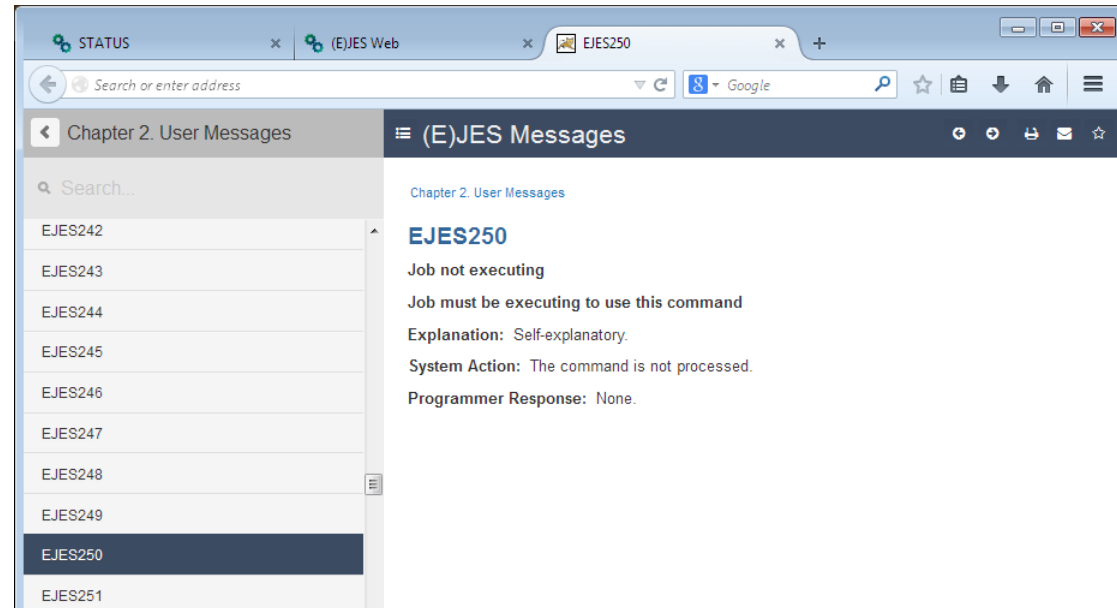 STATUS
(E)JES Web
EJES250
Search or enter address
Google
Chapter 2. User Messages
(E)JES Messages
Search...
Chapter 2. User Messages
EJES242
EJES243
EJES244
EJES245
EJES246
EJES247
EJES248
EJES249
EJES250
EJES251
EJES250
Job not executing
Job must be executing to use this command
Explanation: Self-explanatory.
System Action: The command is not processed.
Programmer Response: None.